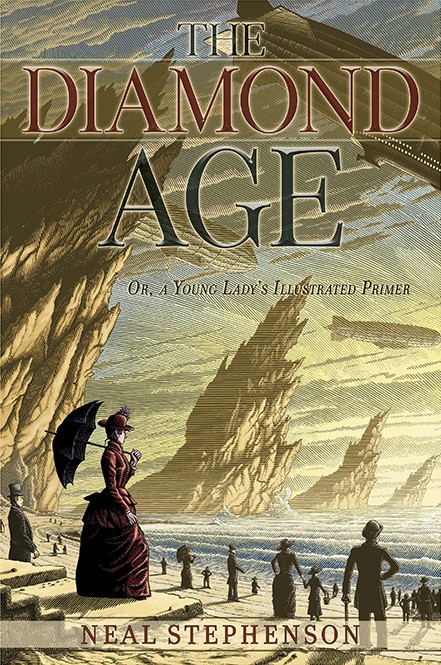 THE
DIAMOND
AGE
OR, A YOUNG LADY'S ILLUSTRATED PRIMER
NEAL STEPHENSON